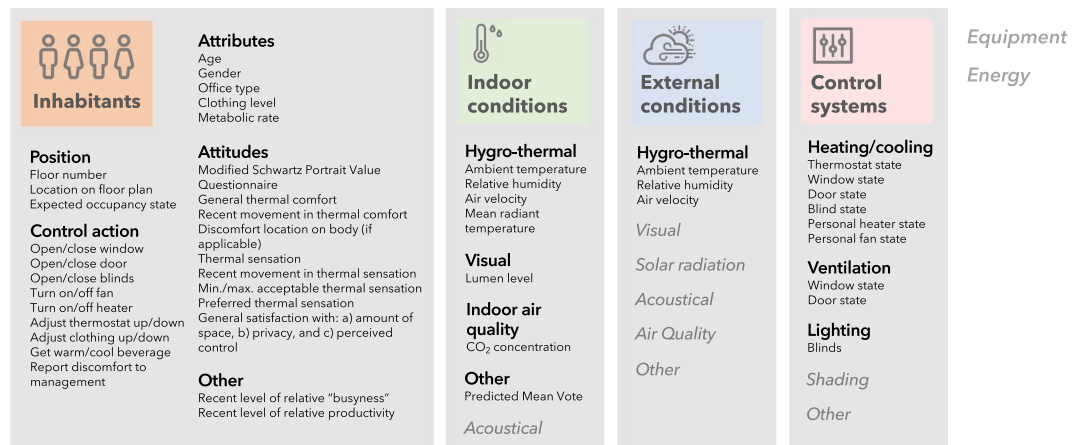 Inhabitants
Position
Floor number
Location on floor plan
Expected occupancy state
Control action
Open/close window
Open/close door
Open/close blinds
Turn on/off fan
Turn on/off heater
Adjust thermostat up/down
Adjust clothing up/down
Get warm/cool beverage
Report discomfort to
management
Attributes
Age
Gender
Office type
Clothing level
Metabolic rate
Attitudes
Modified Schwartz Portrait Value
Questionnaire
General thermal comfort
Recent movement in thermal comfort
Discomfort location on body (if
applicable)
Thermal sensation
Recent movement in thermal sensation
Min./max. acceptable thermal sensation
Preferred thermal sensation
General satisfaction with: a) amount of
space, b) privacy, and c) perceived
control
Other
Recent level of relative “busyness”
Recent level of relative productivity
Indoor
conditions
Hygro-thermal
Ambient temperature
Relative humidity
Air velocity
Mean radiant
temperature
Visual
Lumen level
Indoor air
quality
CO₂ concentration
Other
Predicted Mean Vote
Acoustical
External
conditions
Hygro-thermal
Ambient temperature
Relative humidity
Air velocity
Visual
Solar radiation
Acoustical
Air Quality
Other
Control
systems
Heating/cooling
Thermostat state
Window state
Door state
Blind state
Personal heater state
Personal fan state
Ventilation
Window state
Door state
Lighting
Blinds
Shading
Other
Equipment
Energy